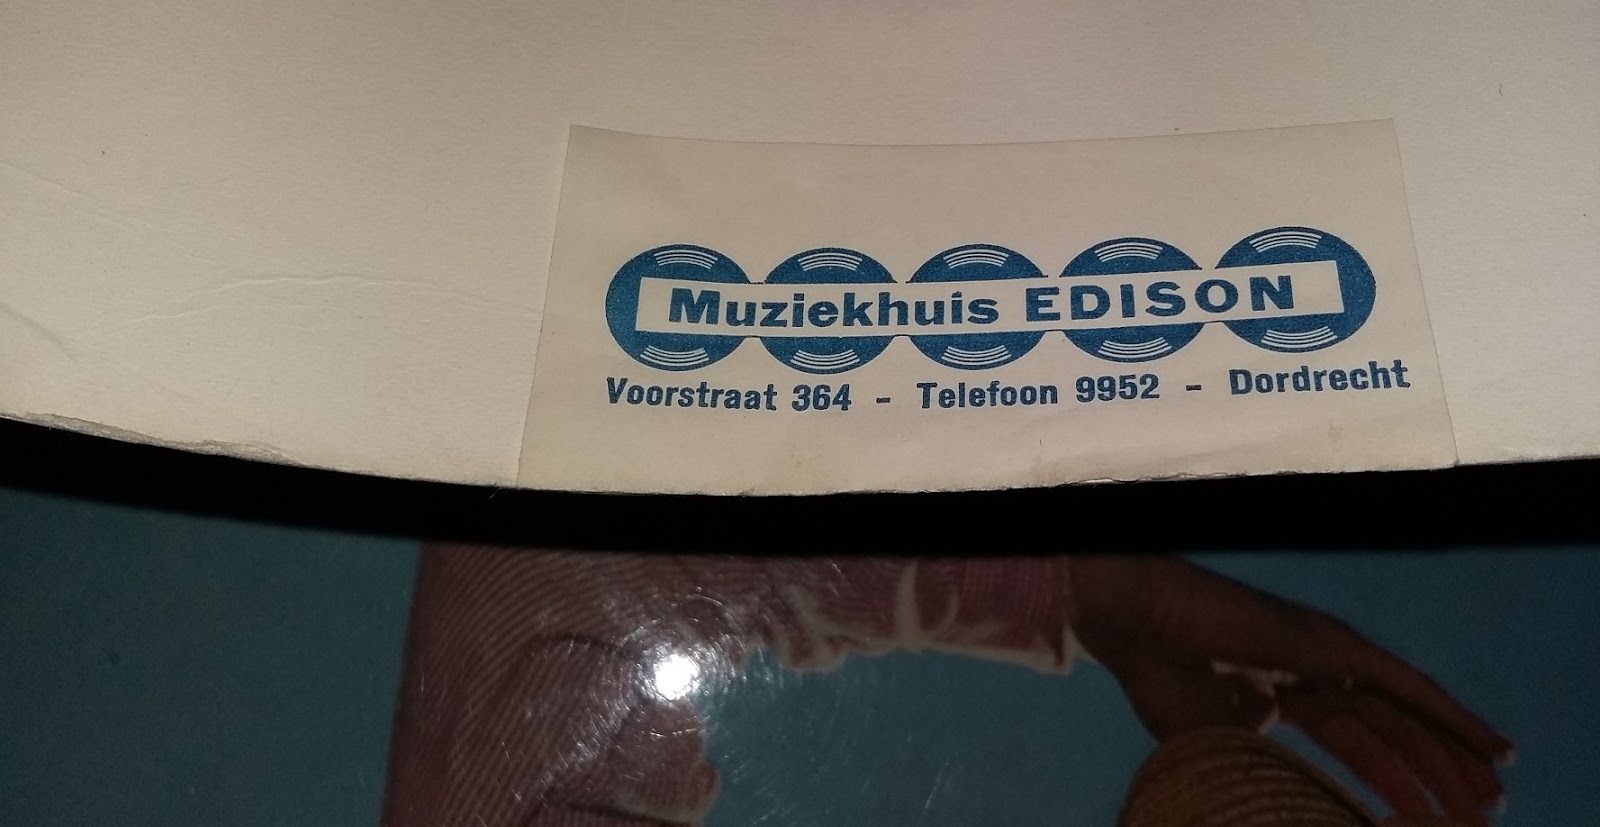 Muziekhuis EDISON
Voorstraat 364 - Telefoon 9952 - Dordrecht